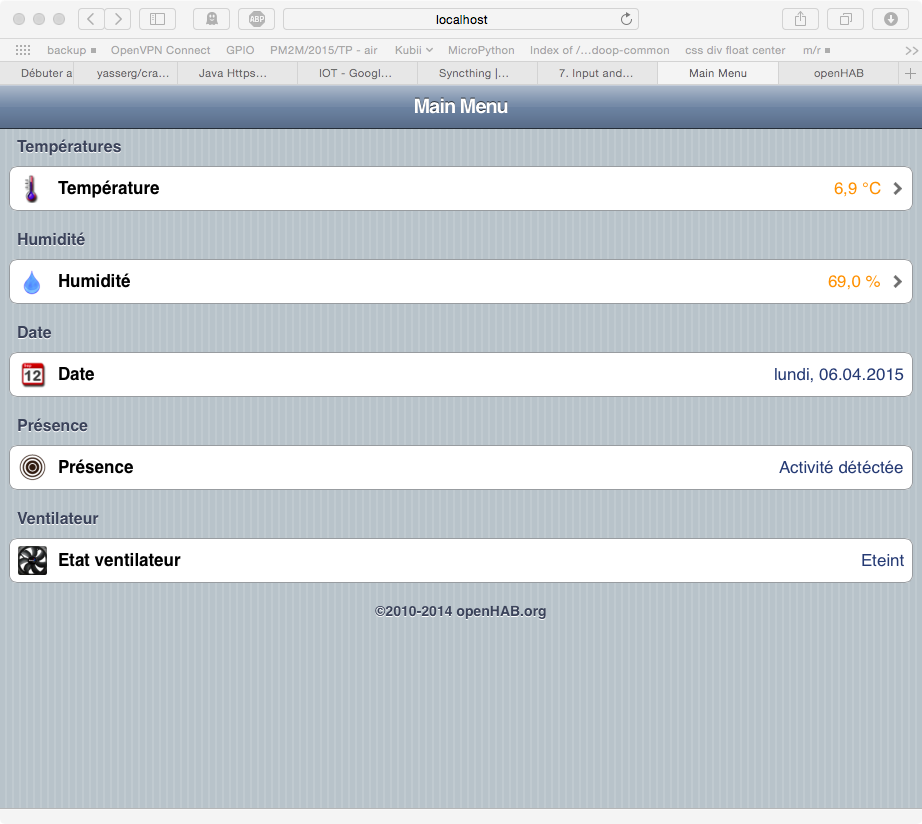 ABP
localhost
backup OpenVPN Connect GPIO PM2M/2015/TP - air Kubii MicroPython Index of /...doop-common css div float center m/r >>
Débuter a yasserg/cra... Java Https... IOT - Googl... Syncthing |... 7. Input and... Main Menu openHAB +
Main Menu
Températures
Température 6,9 °C
Humidité
Humidité 69,0 %
Date
12 Date lundi, 06.04.2015
Présence
Présence Activité détéctée
Ventilateur
Etat ventilateur Eteint
©2010-2014 openHAB.org